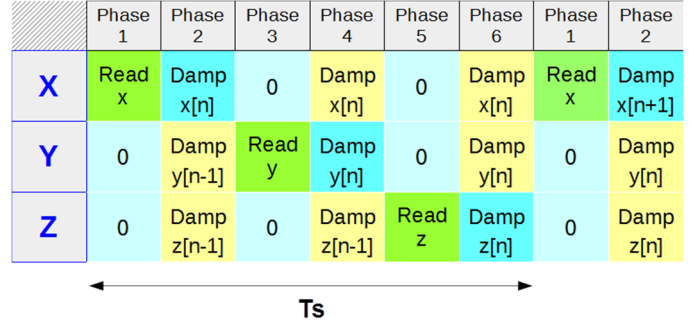 Phase 1 Phase 2 Phase 3 Phase 4 Phase 5 Phase 6 Phase 1 Phase 2
X Read x Damp x[n] 0 Damp x[n] 0 Damp x[n] Read x Damp x[n+1]
Y 0 Damp y[n-1] Read y Damp y[n] 0 Damp y[n] 0 Damp y[n]
Z 0 Damp z[n-1] 0 Damp z[n-1] Read z Damp z[n] 0 Damp z[n]
Ts